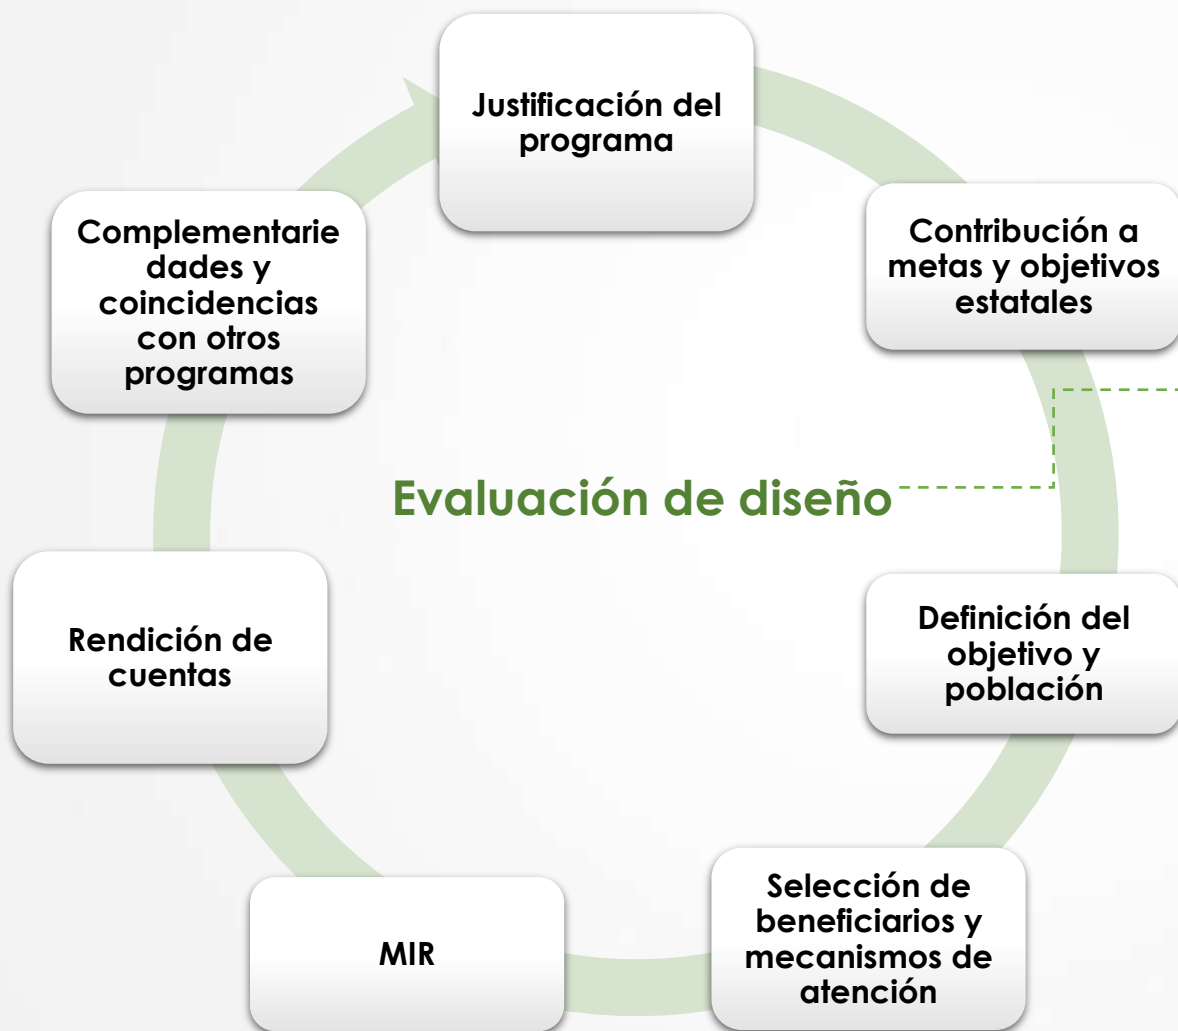 Justificación del
programa
Contribución a
metas y objetivos
estatales
Definición del
objetivo y
población
Selección de
beneficiarios y
mecanismos de
atención
MIR
Rendición de
cuentas
Complementarie
dades y
coincidencias
con otros
programas
Evaluación de diseño